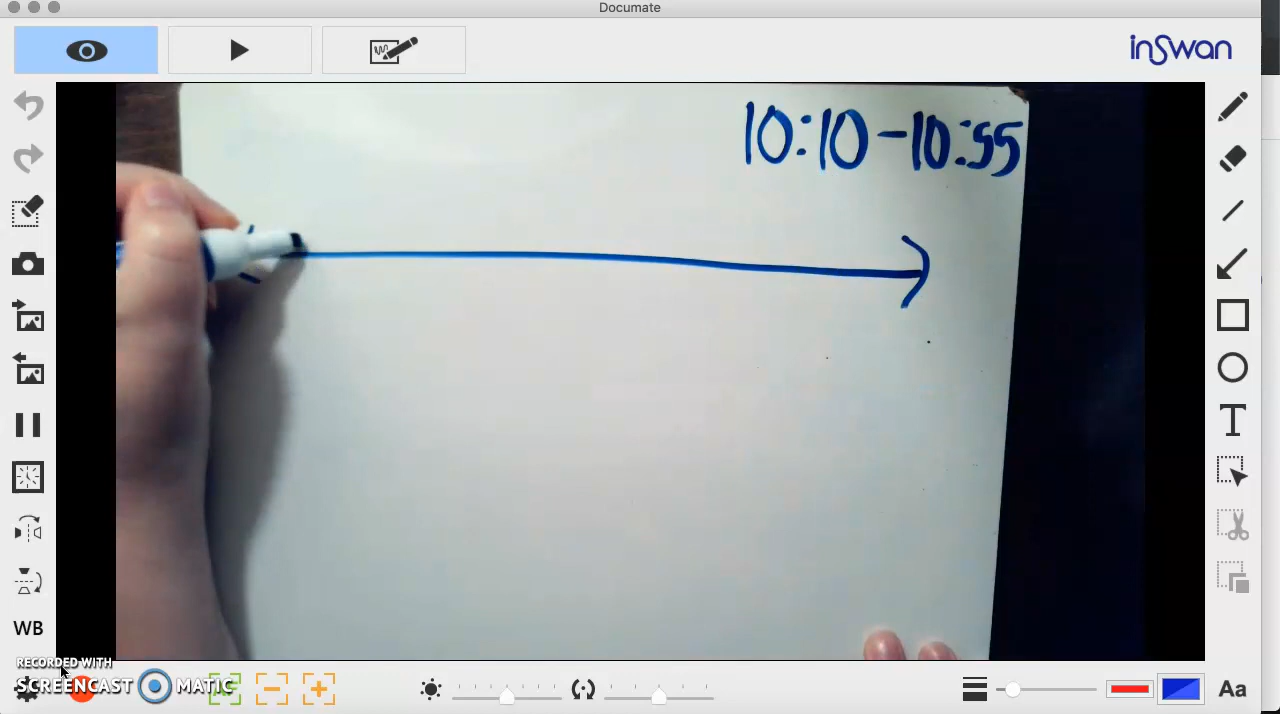 Documate
inSwan
10:10-10:55
WB
RECORDED WITH
SCREENCAST MATIC
Aa